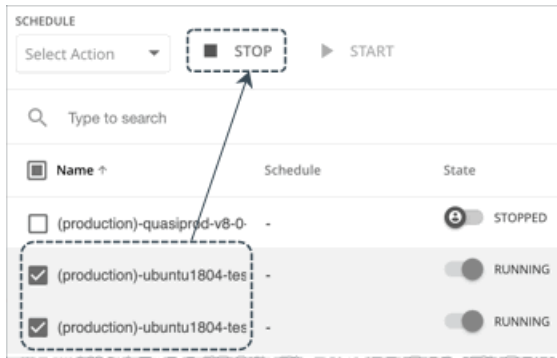 SCHEDULE
Select Action STOP START
Type to search
Name ↑ Schedule State
(production)-quasiprod-v8-0- - STOPPED
(production)-ubuntu1804-tes - RUNNING
(production)-ubuntu1804-tes - RUNNING